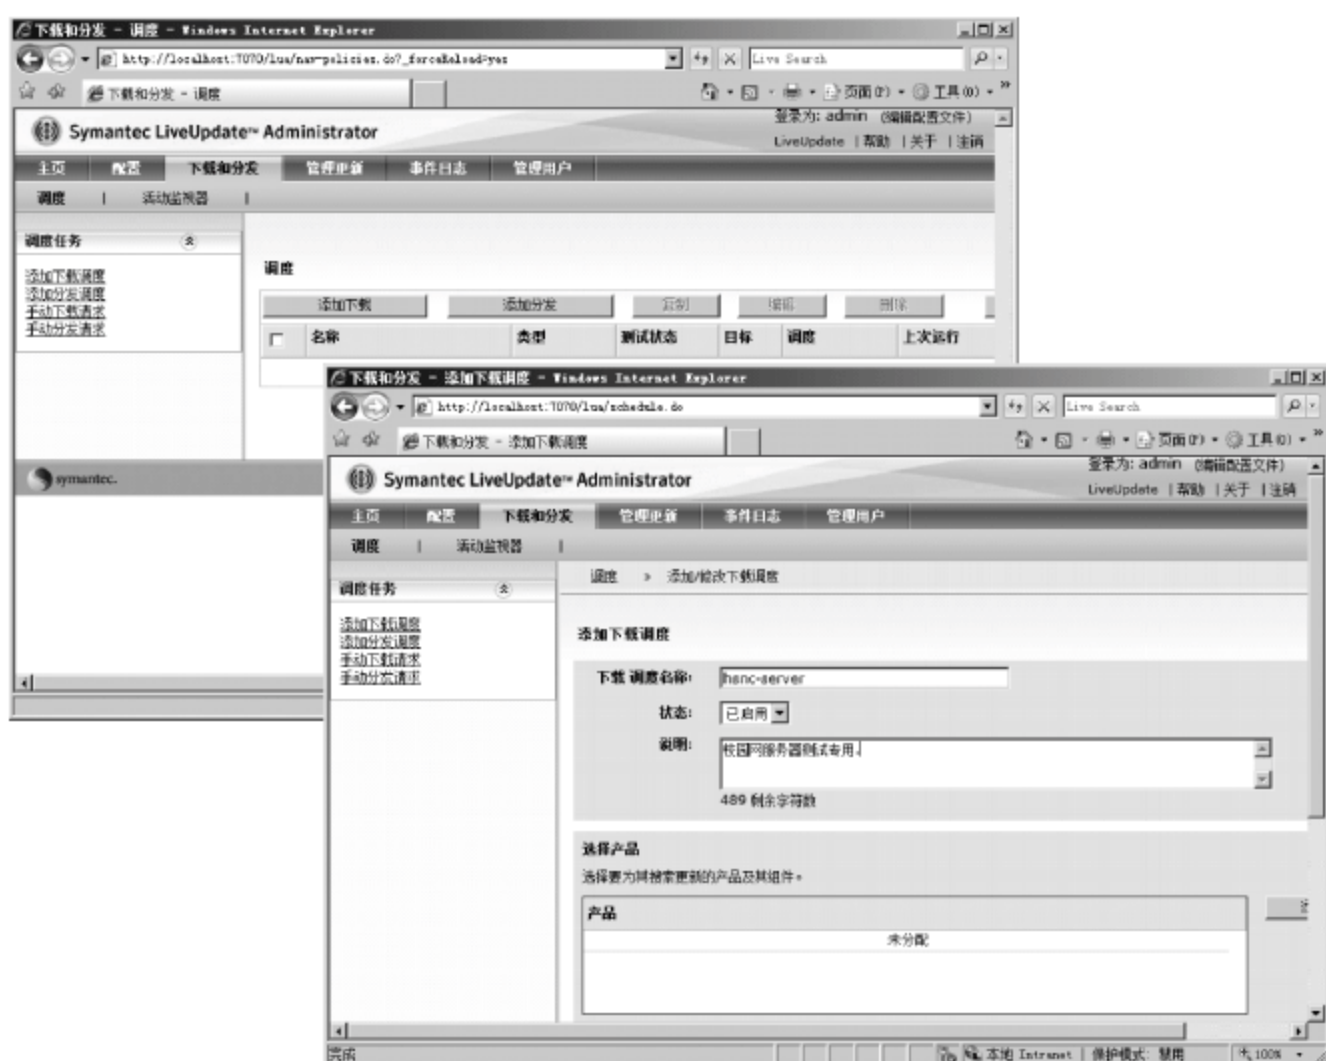 下载和分发 - 调度 - Windows Internet Explorer
http://localhost:7070/lua/nav-policies.do?_forceReload=yes
Live Search
下载和分发 - 调度
页面(P)
工具(O)
Symantec LiveUpdate™ Administrator
登录为: admin (编辑配置文件)
LiveUpdate | 帮助 | 关于 | 注销
主页 配置 下载和分发 管理更新 事件日志 管理用户
调度 | 活动监视器 |
调度任务
添加下载调度
添加分发调度
手动下载请求
手动分发请求
调度
添加下载 添加分发 复制 编辑 删除
名称 类型 测试状态 目标 调度 上次运行
symantec.
下载和分发 - 添加下载调度 - Windows Internet Explorer
http://localhost:7070/lua/schedule.do
Live Search
下载和分发 - 添加下载调度
页面(P)
工具(O)
Symantec LiveUpdate™ Administrator
登录为: admin (编辑配置文件)
LiveUpdate | 帮助 | 关于 | 注销
主页 配置 下载和分发 管理更新 事件日志 管理用户
调度 | 活动监视器 |
调度任务
添加下载调度
添加分发调度
手动下载请求
手动分发请求
调度 » 添加/修改下载调度
添加下载调度
下载 调度名称: hsnc-server
状态: 已启用
说明: 校园网服务器测试专用.
489 剩余字符数
选择产品
选择要为其搜索更新的产品及其组件。
产品
未分配
完成
本地 Intranet | 保护模式: 禁用
100%